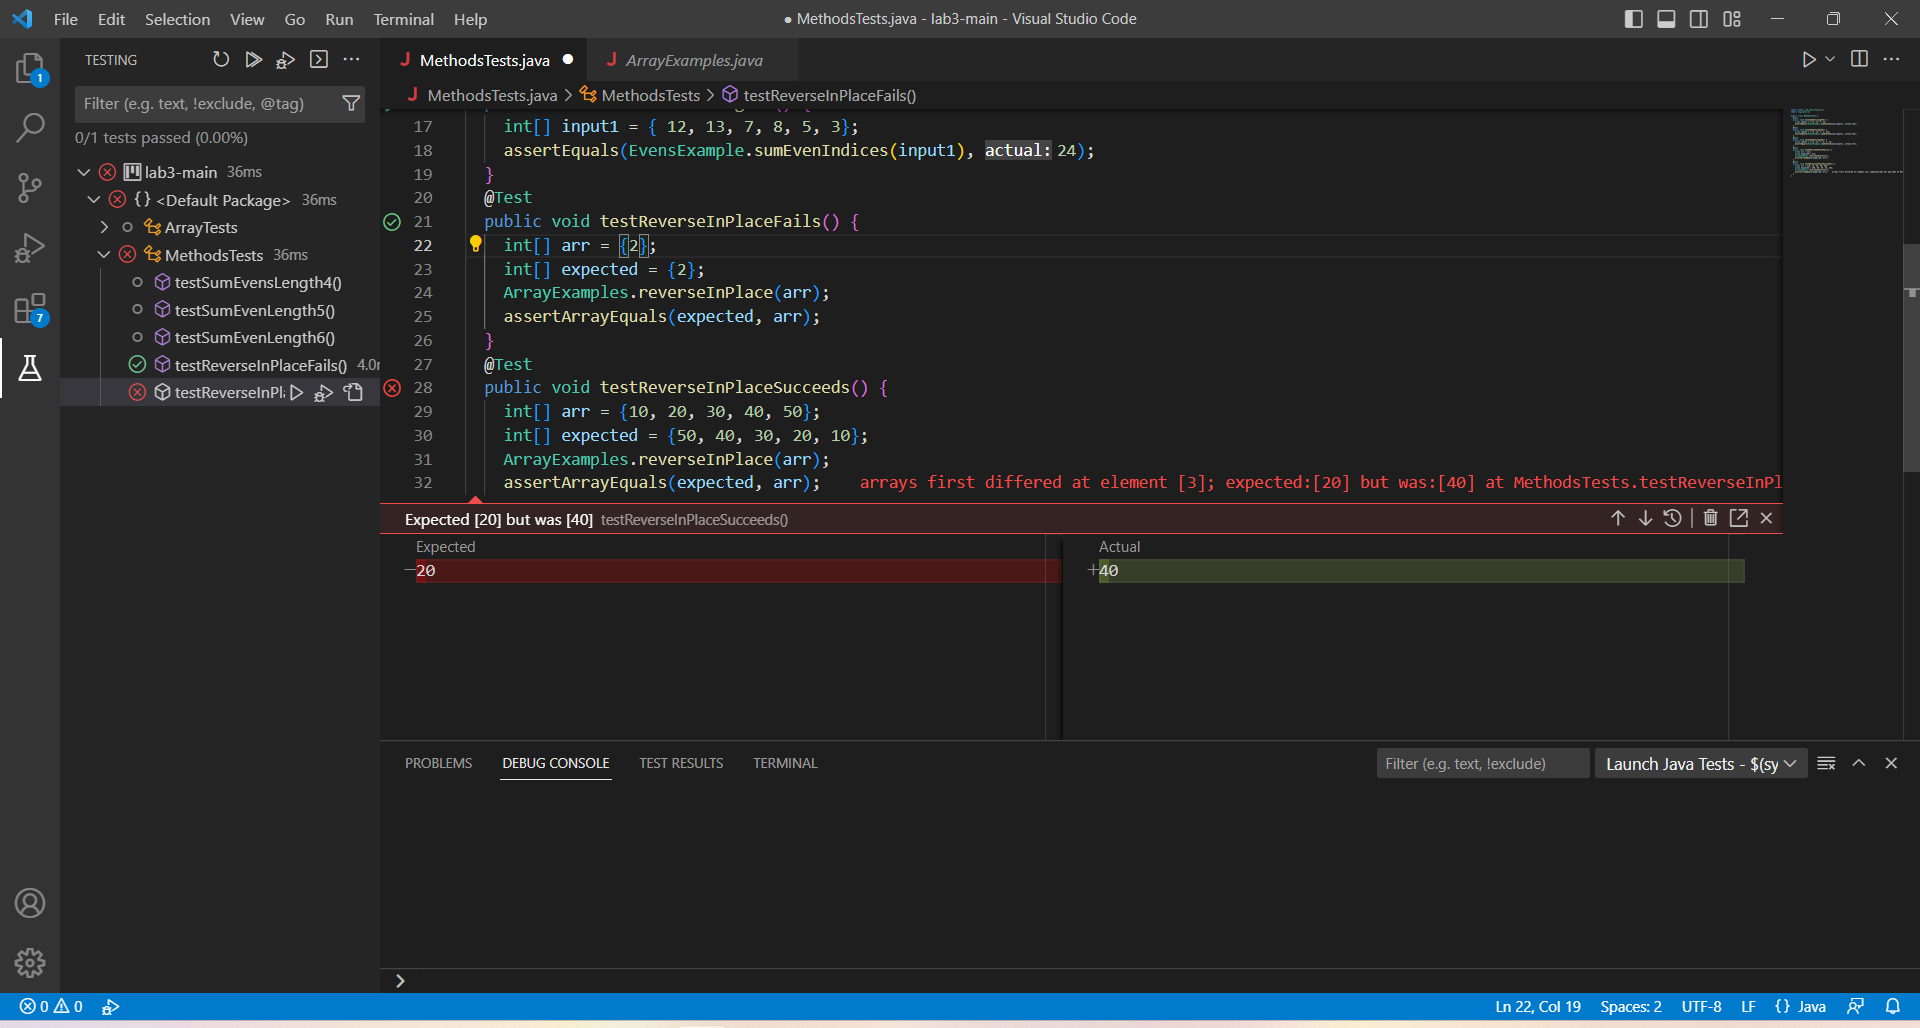 File Edit Selection View Go Run Terminal Help
● MethodsTests.java - lab3-main - Visual Studio Code
TESTING
Filter (e.g. text, !exclude, @tag)
0/1 tests passed (0.00%)
lab3-main 36ms
<Default Package> 36ms
ArrayTests
MethodsTests 36ms
testSumEvensLength4()
testSumEvenLength5()
testSumEvenLength6()
testReverseInPlaceFails() 4.0
testReverseInPl
1
7
MethodsTests.java
ArrayExamples.java
MethodsTests.java > MethodsTests > testReverseInPlaceFails()
17 int[] input1 = { 12, 13, 7, 8, 5, 3};
18 assertEquals(EvensExample.sumEvenIndices(input1), actual: 24);
19 }
20 @Test
21 public void testReverseInPlaceFails() {
22 int[] arr = {2};
23 int[] expected = {2};
24 ArrayExamples.reverseInPlace(arr);
25 assertArrayEquals(expected, arr);
26 }
27 @Test
28 public void testReverseInPlaceSucceeds() {
29 int[] arr = {10, 20, 30, 40, 50};
30 int[] expected = {50, 40, 30, 20, 10};
31 ArrayExamples.reverseInPlace(arr);
32 assertArrayEquals(expected, arr); arrays first differed at element [3]; expected:[20] but was:[40] at MethodsTests.testReverseInPl
Expected [20] but was [40] testReverseInPlaceSucceeds()
Expected
20
Actual
40
PROBLEMS DEBUG CONSOLE TEST RESULTS TERMINAL
Filter (e.g. text, !exclude)
Launch Java Tests - $(sy
0 0
Ln 22, Col 19 Spaces: 2 UTF-8 LF {} Java